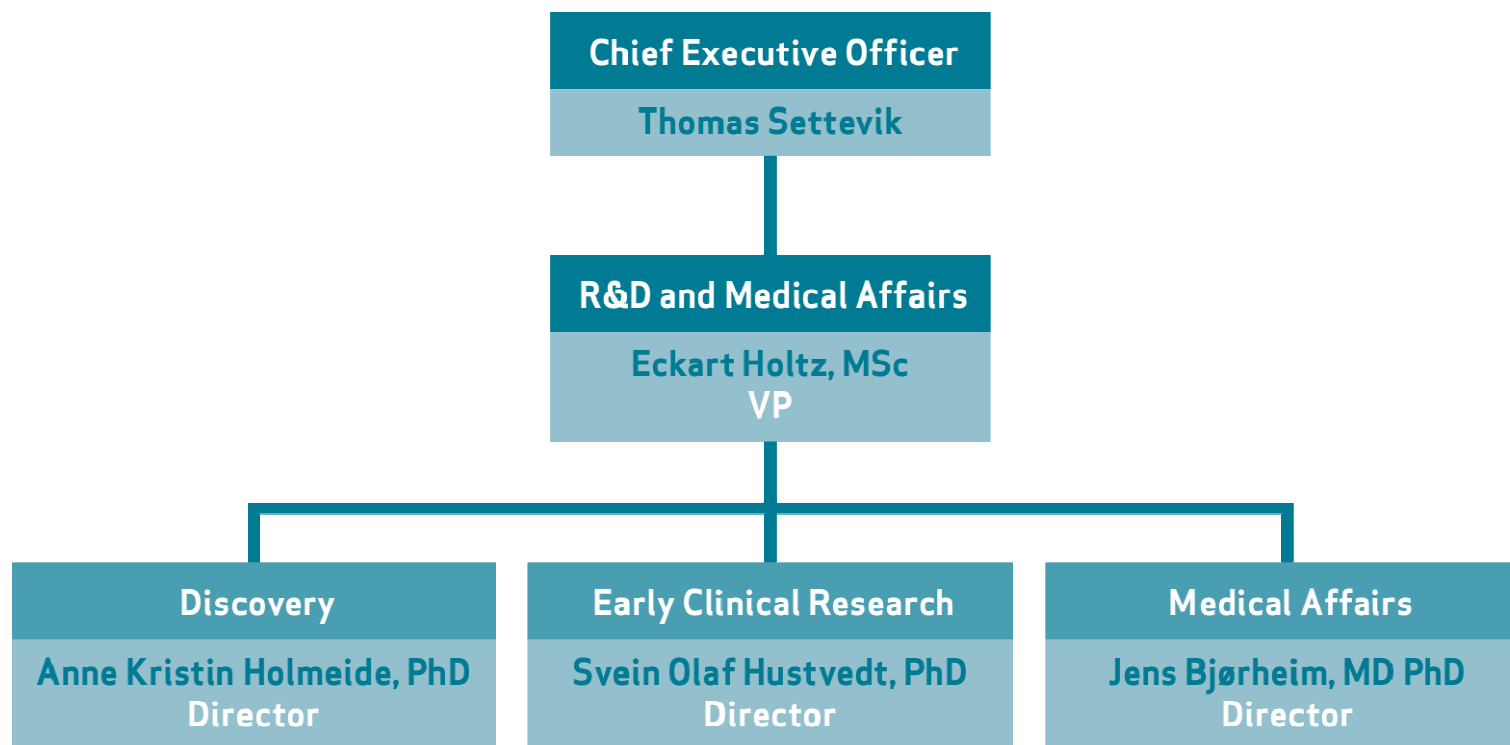 Chief Executive Officer
Thomas Settevik
R&D and Medical Affairs
Eckart Holtz, MSc
VP
Discovery
Anne Kristin Holmeide, PhD
Director
Early Clinical Research
Svein Olaf Hustvedt, PhD
Director
Medical Affairs
Jens Bjørheim, MD PhD
Director